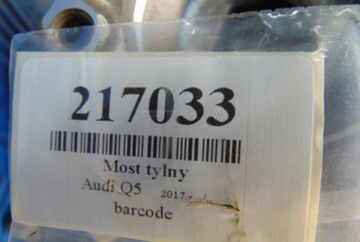 217033
Most tylny
Audi Q5 2017 -
barcode